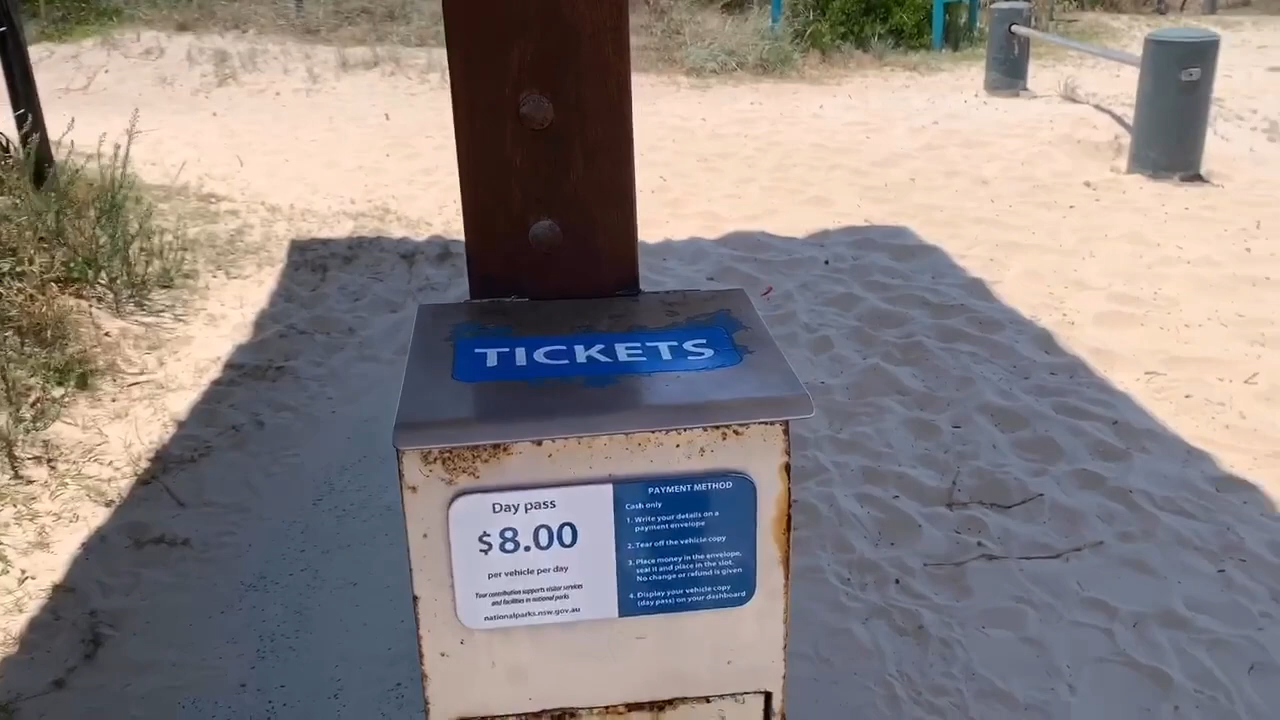 TICKETS
Day pass
$8.00
per vehicle per day
Your contribution supports visitor services
and facilities in national parks
nationalparks.nsw.gov.au
PAYMENT METHOD
Cash only
1. Write your details on a
payment envelope
2. Tear off the vehicle copy
3. Place money in the envelope,
seal it and place in the slot.
No change or refund is given
4. Display your vehicle copy
(day pass) on your dashboard